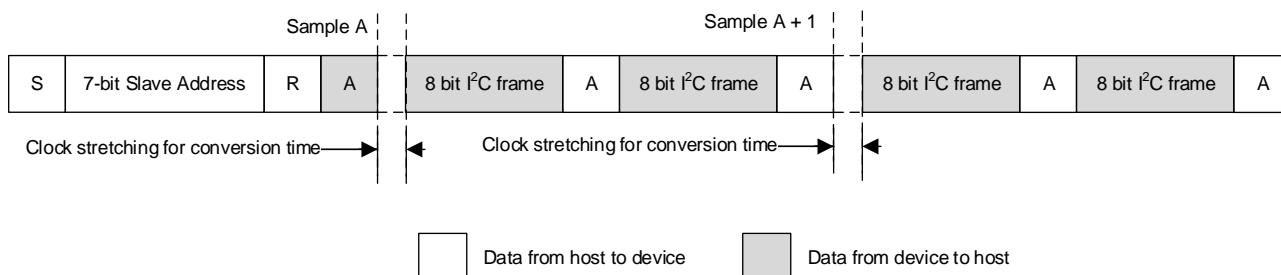 Sample A
Sample A + 1
S 7-bit Slave Address R A 8 bit I²C frame A 8 bit I²C frame A 8 bit I²C frame A 8 bit I²C frame A
Clock stretching for conversion time Clock stretching for conversion time
Data from host to device Data from device to host